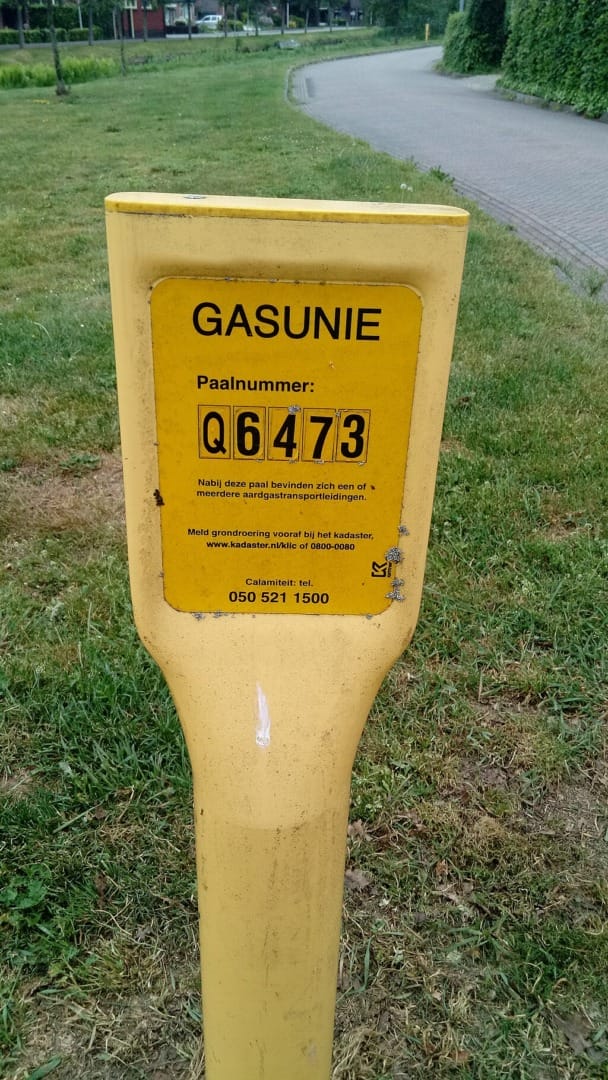 GASUNIE
Paalnummer:
Q6473
Nabij deze paal bevinden zich een of
meerdere aardgastransportleidingen.
Meld grondroering vooraf bij het kadaster,
www.kadaster.nl/klic of 0800-0080
Calamiteit: tel.
050 521 1500